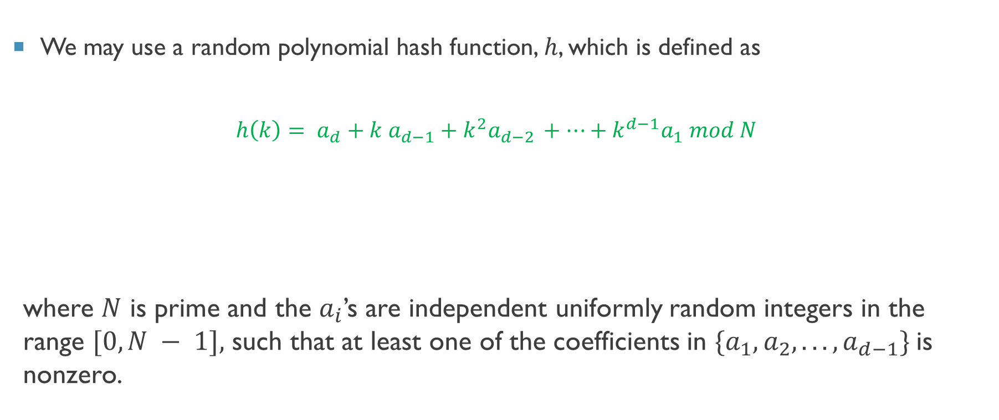 ▪ We may use a random polynomial hash function, h, which is defined as
h(k) = a_d + k a_{d−1} + k^2 a_{d−2} + ⋯ + k^{d−1} a_1 mod N
where N is prime and the a_i’s are independent uniformly random integers in the
range [0, N − 1], such that at least one of the coefficients in {a_1, a_2, . . . , a_{d−1}} is
nonzero.